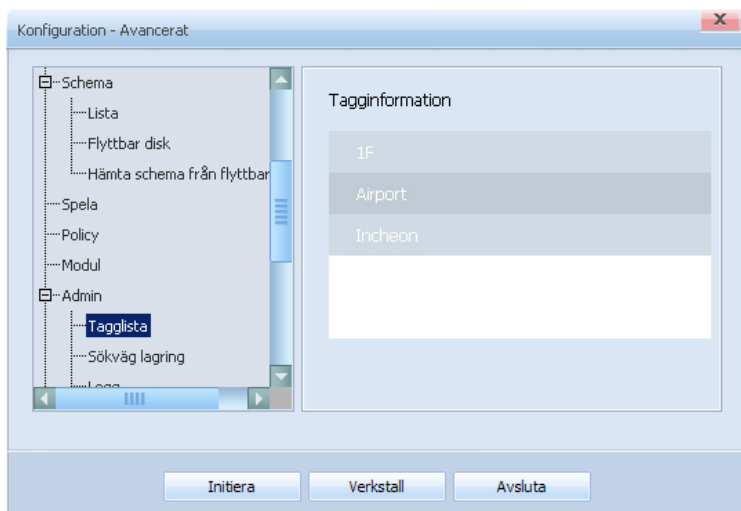 Konfiguration - Avancerat
x
Schema
Lista
Flyttbar disk
Hämta schema från flyttbar
Spela
Policy
Modul
Admin
Tagglista
Sökväg lagring
Logg
Tagginformation
1F
Airport
Incheon
Initiera
Verkstall
Avsluta